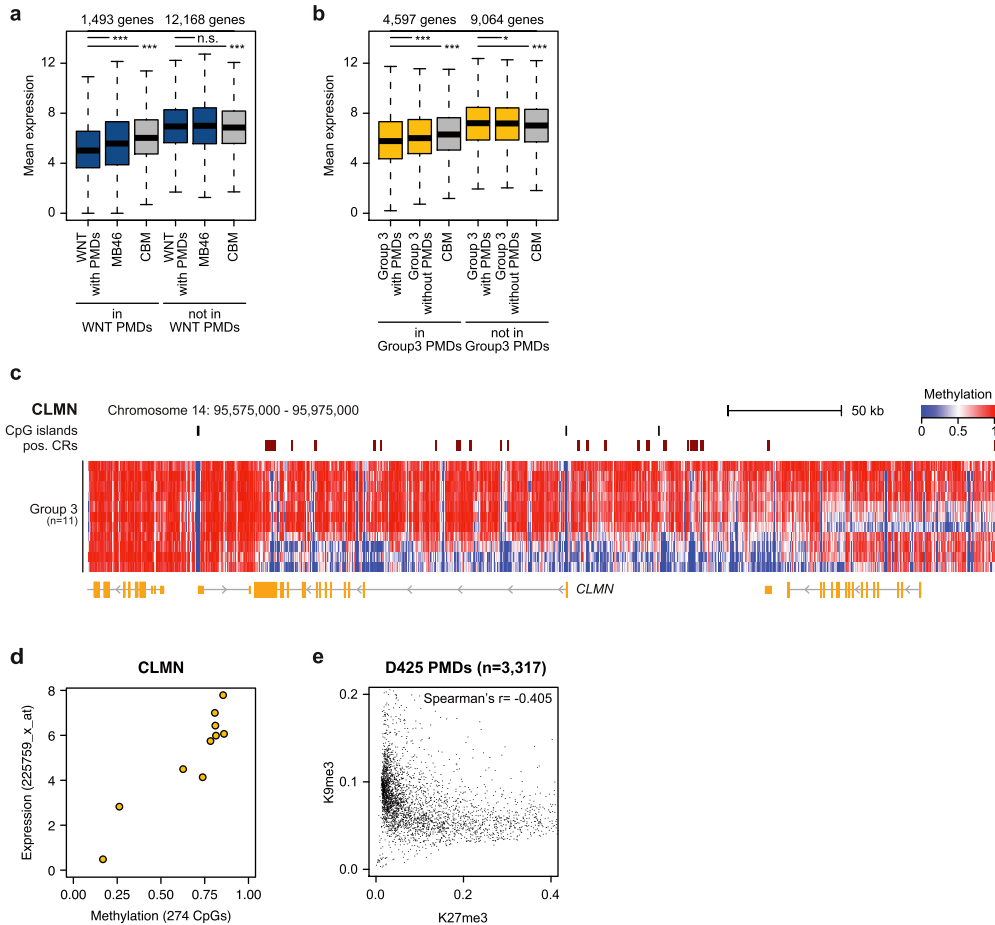 a
1,493 genes 12,168 genes
*** n.s.
*** ***
Mean expression
12
8
4
0
WNT with PMDs
MB46
CBM
WNT with PMDs
MB46
CBM
in WNT PMDs
not in WNT PMDs
b
4,597 genes 9,064 genes
*** *
*** ***
Mean expression
12
8
4
0
Group 3 with PMDs
Group 3 without PMDs
CBM
Group 3 with PMDs
Group 3 without PMDs
CBM
in Group3 PMDs
not in Group3 PMDs
c
CLMN Chromosome 14: 95,575,000 - 95,975,000
50 kb
Methylation
0 0.5 1
CpG islands
pos. CRs
Group 3
(n=11)
CLMN
d
CLMN
Expression (225759_x_at)
8
6
4
2
0
0.00 0.25 0.50 0.75 1.00
Methylation (274 CpGs)
e
D425 PMDs (n=3,317)
Spearman's r= -0.405
K9me3
0.2
0.1
0.0
0.0 0.2 0.4
K27me3